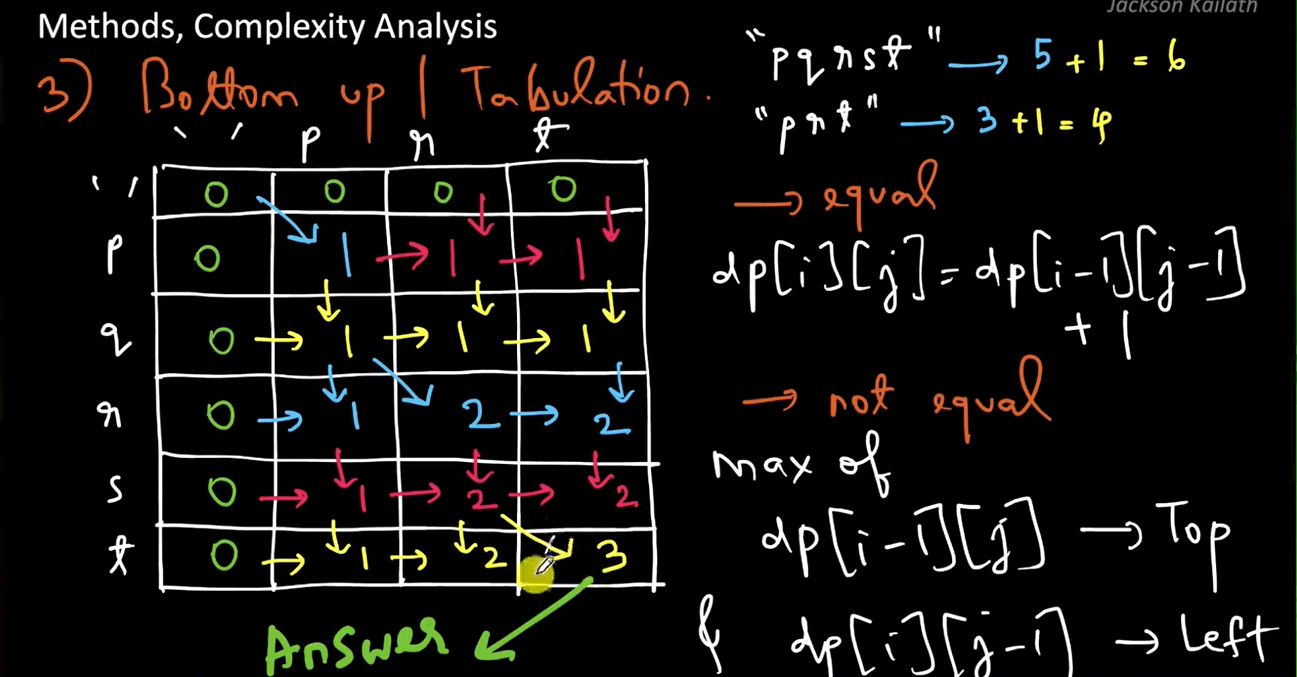 Jackson Kailath
Methods, Complexity Analysis
3) Bottom up | Tabulation.
"pqrst" → 5 + 1 = 6
"prt" → 3 + 1 = 4
' ' p r t
' ' 0 0 0 0
p 0 1 → 1 → 1
q 0 → 1 → 1 → 1
r 0 → 1 2 → 2
s 0 → 1 → 2 → 2
t 0 → 1 → 2 3
Answer
→ equal
dp[i][j] = dp[i-1][j-1]
+ 1
→ not equal
max of
dp[i-1][j] → Top
& dp[i][j-1] → Left